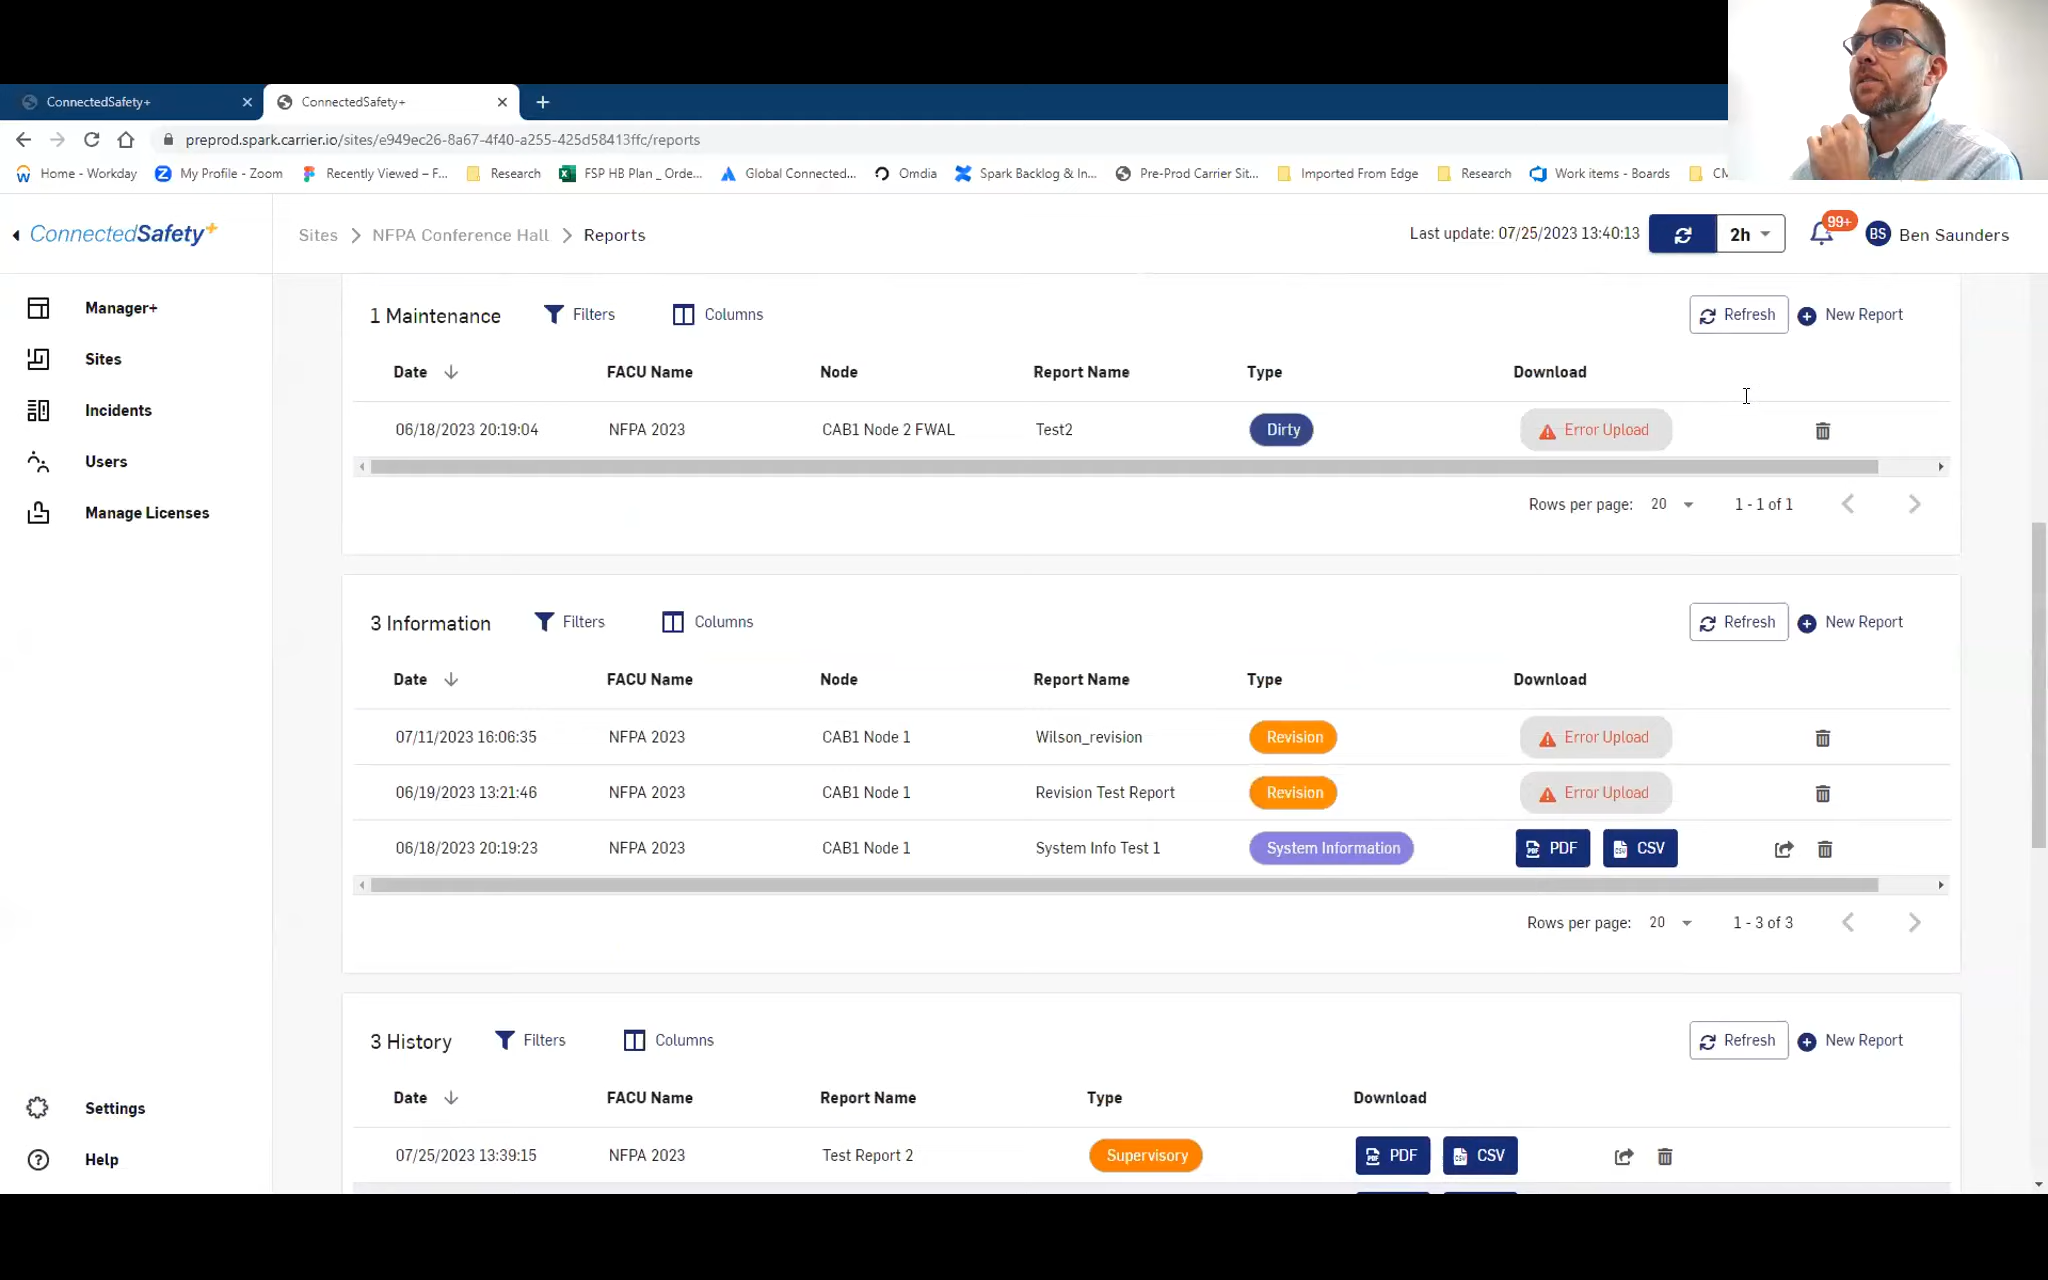 ConnectedSafety+
ConnectedSafety+
preprod.spark.carrier.io/sites/e949ec26-8a67-4f40-a255-425d58413ffc/reports
Home - Workday My Profile - Zoom Recently Viewed – F... Research FSP HB Plan _ Orde... Global Connected... Omdia Spark Backlog & In... Pre-Prod Carrier Sit... Imported From Edge Research Work items - Boards CM
ConnectedSafety+
Sites > NFPA Conference Hall > Reports
Last update: 07/25/2023 13:40:13
2h
99+
BS Ben Saunders
Manager+
Sites
Incidents
Users
Manage Licenses
Settings
Help
1 Maintenance Filters Columns Refresh New Report
Date FACU Name Node Report Name Type Download
06/18/2023 20:19:04 NFPA 2023 CAB1 Node 2 FWAL Test2 Dirty Error Upload
Rows per page: 20 1 - 1 of 1
3 Information Filters Columns Refresh New Report
Date FACU Name Node Report Name Type Download
07/11/2023 16:06:35 NFPA 2023 CAB1 Node 1 Wilson_revision Revision Error Upload
06/19/2023 13:21:46 NFPA 2023 CAB1 Node 1 Revision Test Report Revision Error Upload
06/18/2023 20:19:23 NFPA 2023 CAB1 Node 1 System Info Test 1 System Information PDF CSV
Rows per page: 20 1 - 3 of 3
3 History Filters Columns Refresh New Report
Date FACU Name Report Name Type Download
07/25/2023 13:39:15 NFPA 2023 Test Report 2 Supervisory PDF CSV